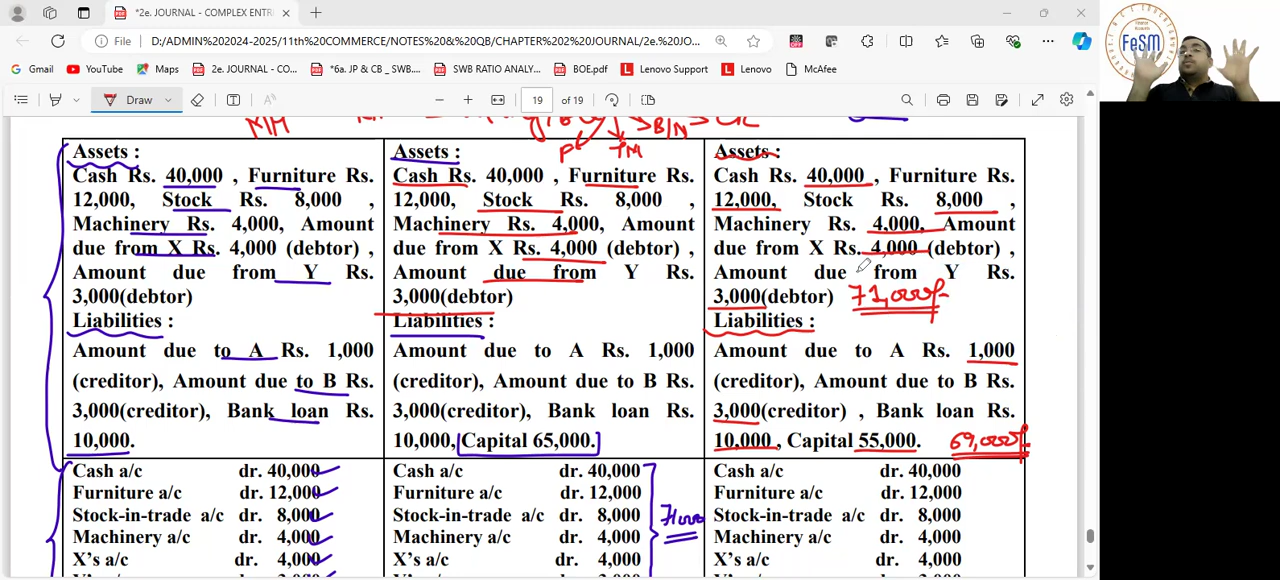 *2e. JOURNAL - COMPLEX ENTRI
File
D:/ADMIN%202024-2025/11th%20COMMERCE/NOTES%20&%20QB/CHAPTER%202%20JOURNAL/2e.%20JO...
Gmail
YouTube
Maps
2e. JOURNAL - CO...
*6a. JP & CB _ SWB....
SWB RATIO ANALY...
BOE.pdf
Lenovo Support
Lenovo
McAfee
Draw
19
of 19
FeSM
M/M
B/N
P
TM
Assets :
Cash Rs. 40,000 , Furniture Rs.
12,000, Stock Rs. 8,000 ,
Machinery Rs. 4,000, Amount
due from X Rs. 4,000 (debtor) ,
Amount due from Y Rs.
3,000(debtor)
Liabilities :
Amount due to A Rs. 1,000
(creditor), Amount due to B Rs.
3,000(creditor), Bank loan Rs.
10,000.
Cash a/c dr. 40,000
Furniture a/c dr. 12,000
Stock-in-trade a/c dr. 8,000
Machinery a/c dr. 4,000
X's a/c dr. 4,000
Assets :
Cash Rs. 40,000 , Furniture Rs.
12,000, Stock Rs. 8,000 ,
Machinery Rs. 4,000, Amount
due from X Rs. 4,000 (debtor) ,
Amount due from Y Rs.
3,000(debtor)
Liabilities :
Amount due to A Rs. 1,000
(creditor), Amount due to B Rs.
3,000(creditor), Bank loan Rs.
10,000, Capital 65,000.
Cash a/c dr. 40,000
Furniture a/c dr. 12,000
Stock-in-trade a/c dr. 8,000
Machinery a/c dr. 4,000
X's a/c dr. 4,000
71000
Assets :
Cash Rs. 40,000 , Furniture Rs.
12,000, Stock Rs. 8,000 ,
Machinery Rs. 4,000, Amount
due from X Rs. 4,000 (debtor) ,
Amount due from Y Rs.
3,000(debtor) 71,000/-
Liabilities :
Amount due to A Rs. 1,000
(creditor), Amount due to B Rs.
3,000(creditor) , Bank loan Rs.
10,000, Capital 55,000. 69,000/-
Cash a/c dr. 40,000
Furniture a/c dr. 12,000
Stock-in-trade a/c dr. 8,000
Machinery a/c dr. 4,000
X's a/c dr. 4,000